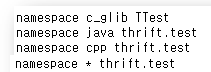 namespace c_glib TTest
namespace java thrift.test
namespace cpp thrift.test
namespace * thrift.test